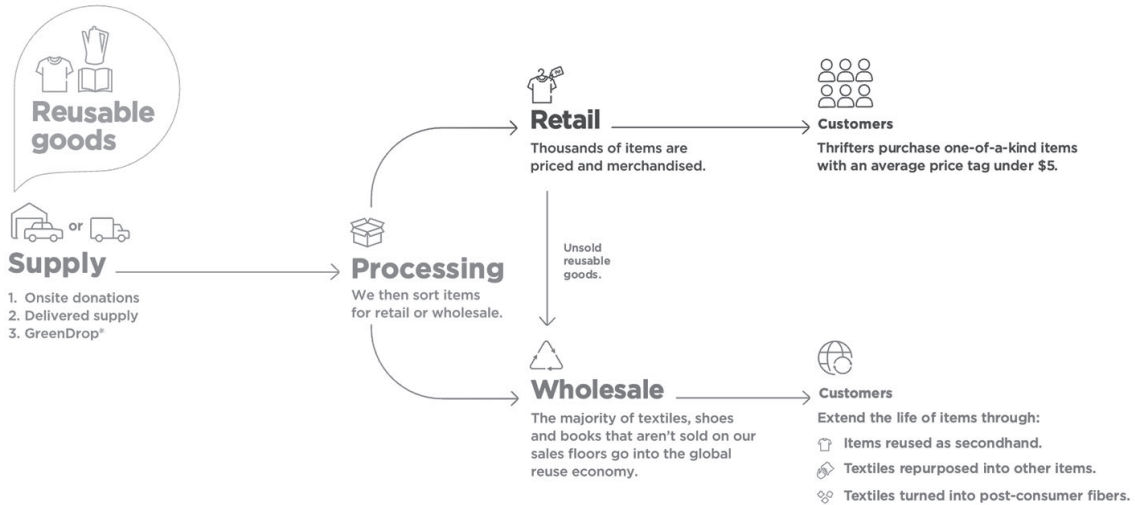 Reusable
goods
or
Supply
1. Onsite donations
2. Delivered supply
3. GreenDrop®
Processing
We then sort items
for retail or wholesale.
Retail
Thousands of items are
priced and merchandised.
Customers
Thrifters purchase one-of-a-kind items
with an average price tag under $5.
Unsold
reusable
goods.
Wholesale
The majority of textiles, shoes
and books that aren't sold on our
sales floors go into the global
reuse economy.
Customers
Extend the life of items through:
Items reused as secondhand.
Textiles repurposed into other items.
Textiles turned into post-consumer fibers.